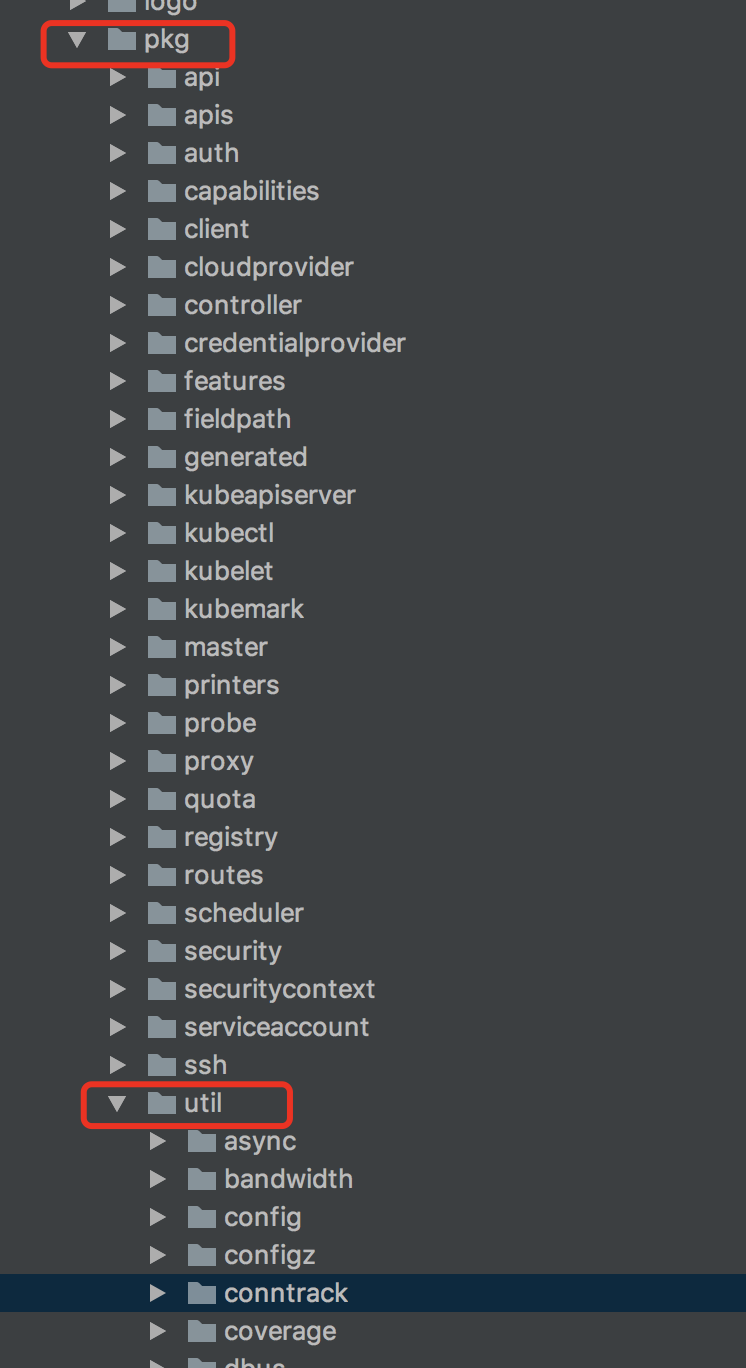 logo
pkg
api
apis
auth
capabilities
client
cloudprovider
controller
credentialprovider
features
fieldpath
generated
kubeapiserver
kubectl
kubelet
kubemark
master
printers
probe
proxy
quota
registry
routes
scheduler
security
securitycontext
serviceaccount
ssh
util
async
bandwidth
config
configz
conntrack
coverage
dbus